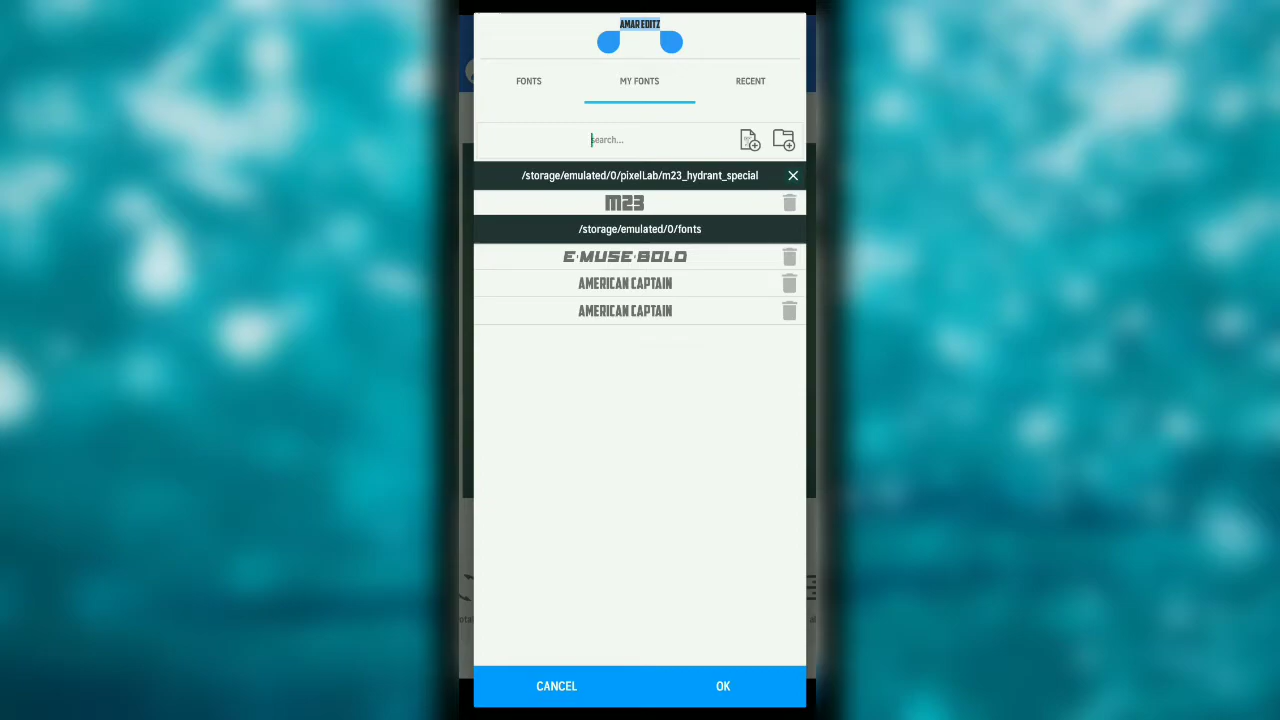 AMAR EDITZ
FONTS
MY FONTS
RECENT
search...
/storage/emulated/0/pixelLab/m23_hydrant_special
M23
/storage/emulated/0/fonts
E·MUSE·BOLD
AMERICAN CAPTAIN
AMERICAN CAPTAIN
CANCEL
OK